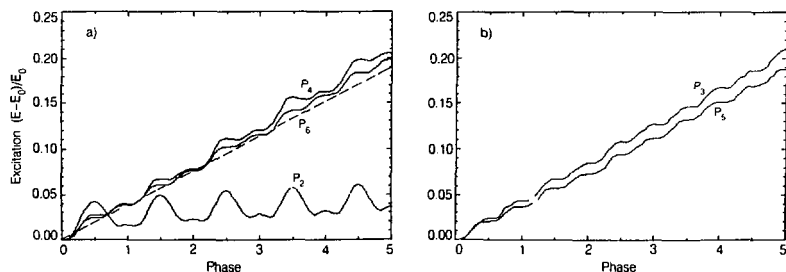 a)
Excitation (E−E₀)/E₀
0.25
0.20
0.15
0.10
0.05
0.00
P₄
P₆
P₂
0 1 2 3 4 5
Phase
b)
0.25
0.20
0.15
0.10
0.05
0.00
P₃
P₅
0 1 2 3 4 5
Phase